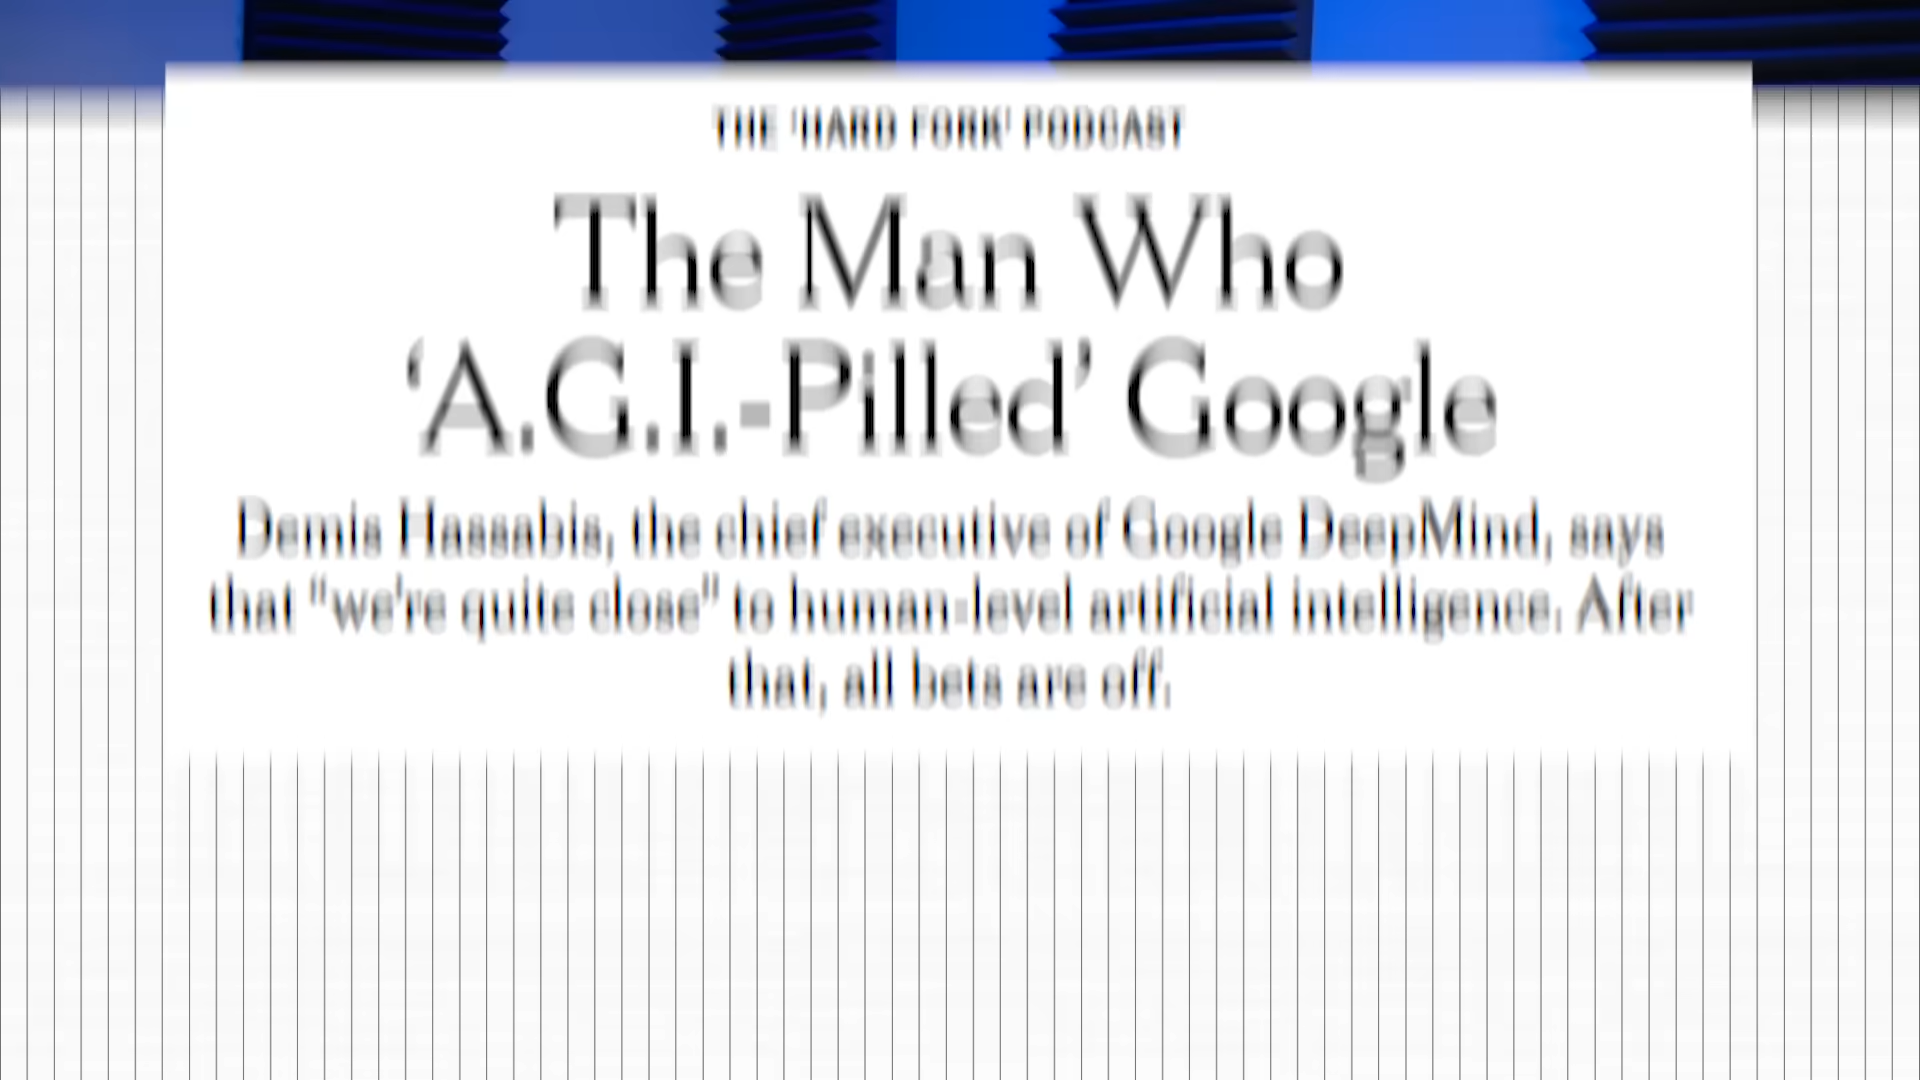 THE 'HARD FORK' PODCAST
The Man Who
‘A.G.I.-Pilled’ Google
Demis Hassabis, the chief executive of Google DeepMind, says
that "we're quite close" to human-level artificial intelligence. After
that, all bets are off.